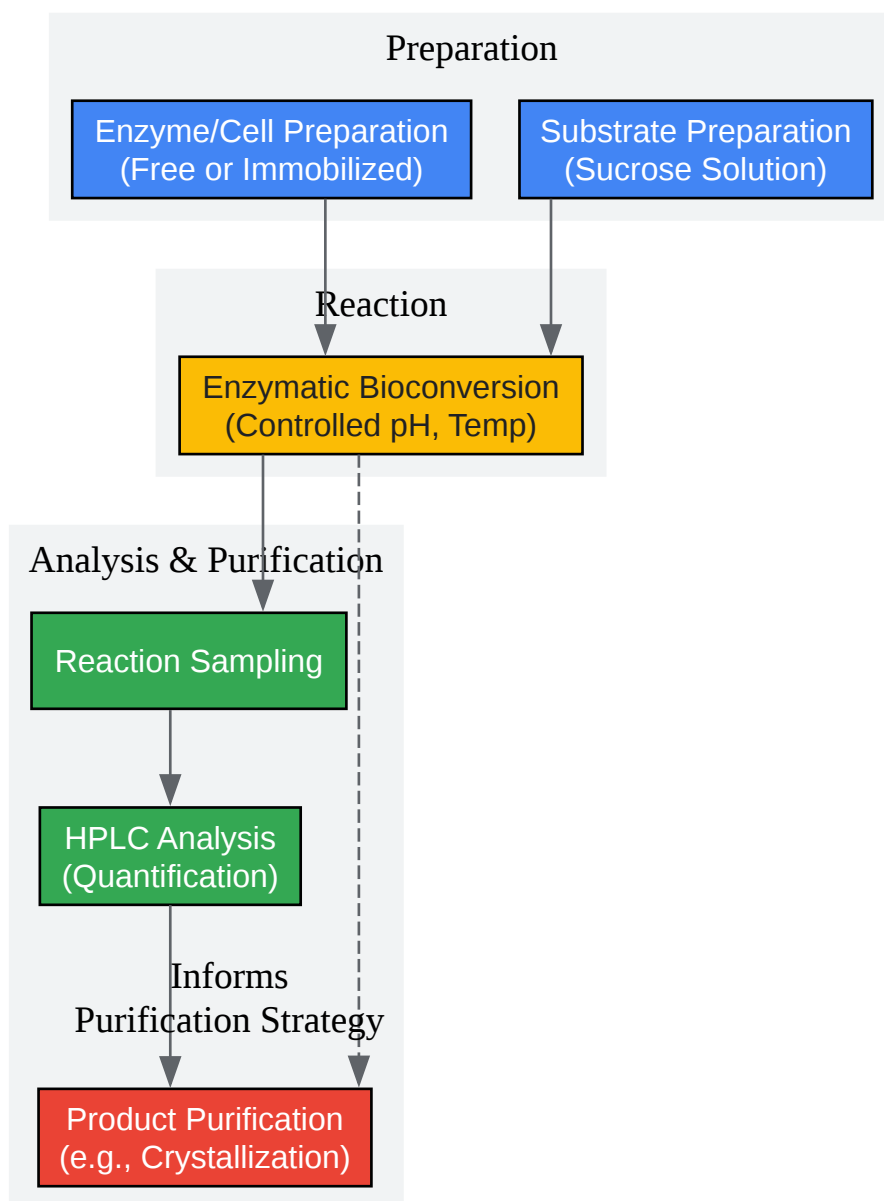 Preparation
Enzyme/Cell Preparation
(Free or Immobilized)
Substrate Preparation
(Sucrose Solution)
Reaction
Enzymatic Bioconversion
(Controlled pH, Temp)
Analysis & Purification
Reaction Sampling
HPLC Analysis
(Quantification)
Informs
Purification Strategy
Product Purification
(e.g., Crystallization)